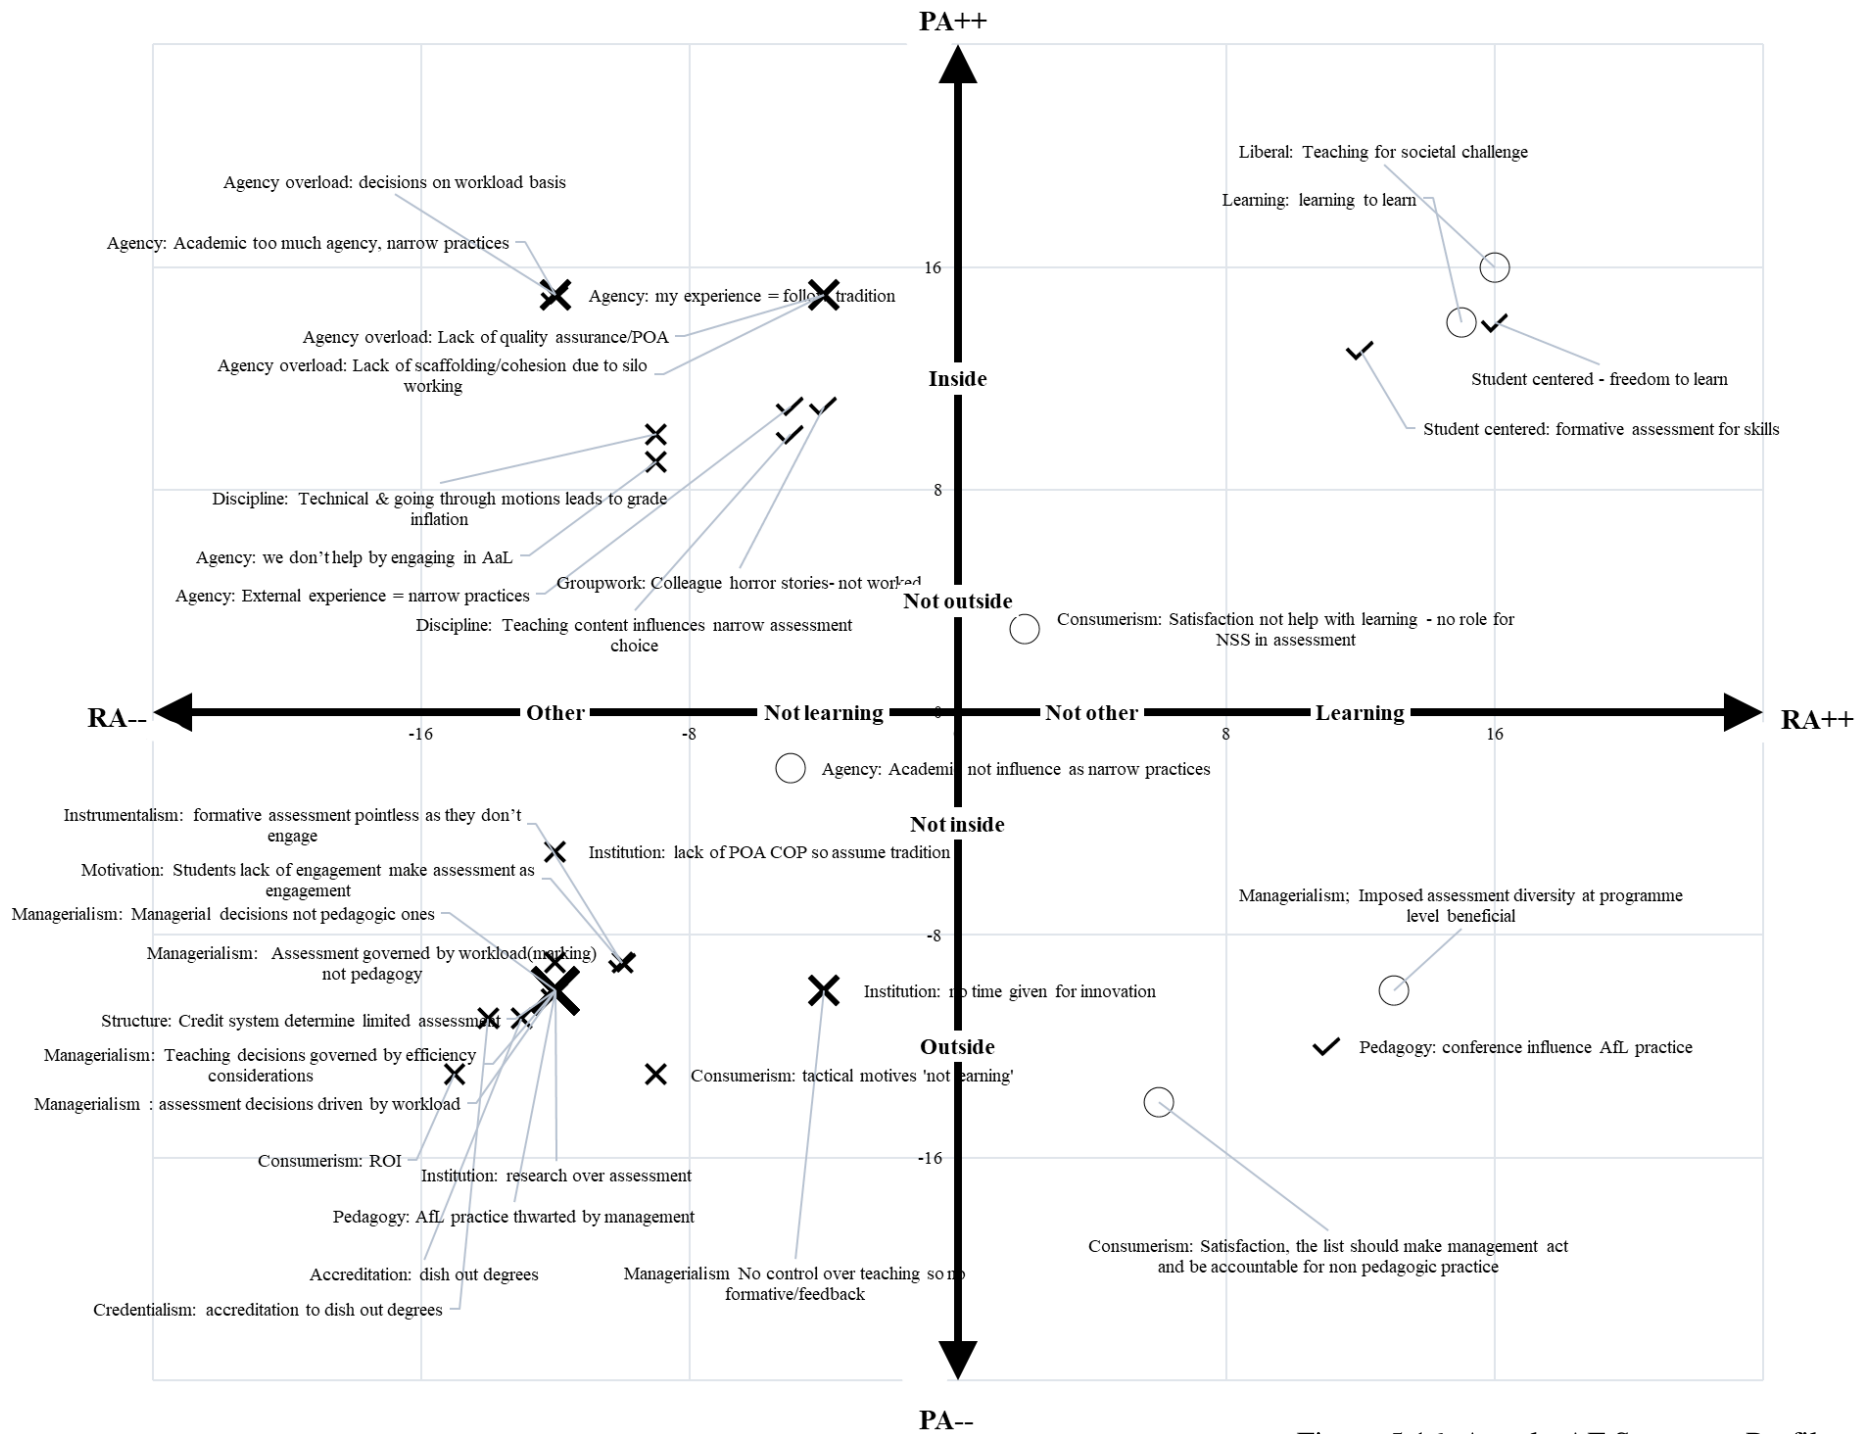 PA++
Liberal: Teaching for societal challenge
Agency overload: decisions on workload basis
Learning: learning to learn
Agency: Academic too much agency, narrow practices
16
Agency: my experience = follow tradition
Agency overload: Lack of quality assurance/POA
Agency overload: Lack of scaffolding/cohesion due to silo
working
Inside
Student centered - freedom to learn
Student centered: formative assessment for skills
8
Discipline: Technical & going through motions leads to grade
inflation
Agency: we don't help by engaging in AaL
Groupwork: Colleague horror stories- not worked
Agency: External experience = narrow practices
Not outside
Discipline: Teaching content influences narrow assessment
choice
Consumerism: Satisfaction not help with learning - no role for
NSS in assessment
RA--
Other
Not learning
0
Not other
Learning
RA++
-16
-8
8
16
Agency: Academic not influence as narrow practices
Instrumentalism: formative assessment pointless as they don't
engage
Not inside
Institution: lack of POA COP so assume tradition
Motivation: Students lack of engagement make assessment as
engagement
Managerialism; Imposed assessment diversity at programme
level beneficial
Managerialism: Managerial decisions not pedagogic ones
-8
Managerialism: Assessment governed by workload(marking)
not pedagogy
Institution: no time given for innovation
Structure: Credit system determine limited assessment
Outside
Pedagogy: conference influence AfL practice
Managerialism: Teaching decisions governed by efficiency
considerations
Consumerism: tactical motives 'not learning'
Managerialism : assessment decisions driven by workload
Consumerism: ROI
-16
Institution: research over assessment
Pedagogy: AfL practice thwarted by management
Consumerism: Satisfaction, the list should make management act
and be accountable for non pedagogic practice
Accreditation: dish out degrees
Managerialism No control over teaching so no
formative/feedback
Credentialism: accreditation to dish out degrees
PA--